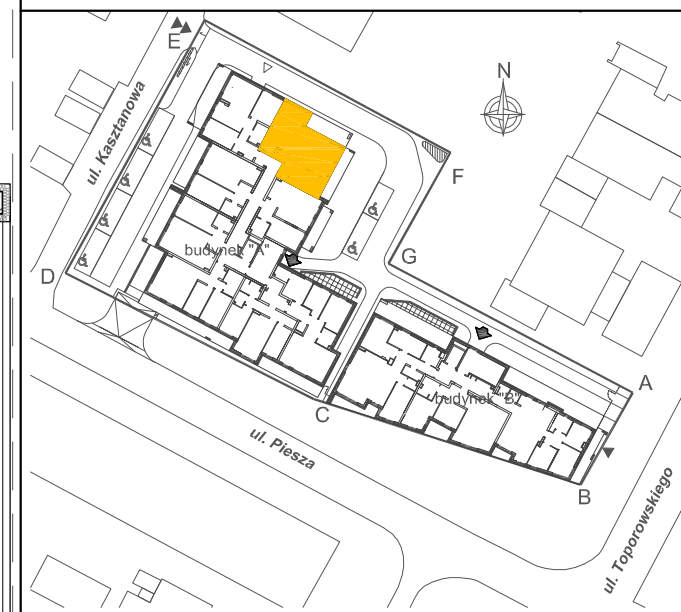 E
N
ul. Kasztanowa
F
budynek "A"
G
D
A
budynek "B"
C
ul. Piesza
B
ul. Toporowskiego